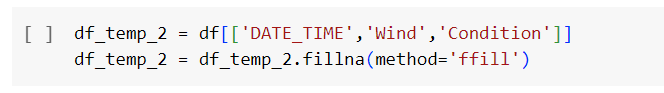 [ ] df_temp_2 = df[['DATE_TIME','Wind','Condition']]
df_temp_2 = df_temp_2.fillna(method='ffill')